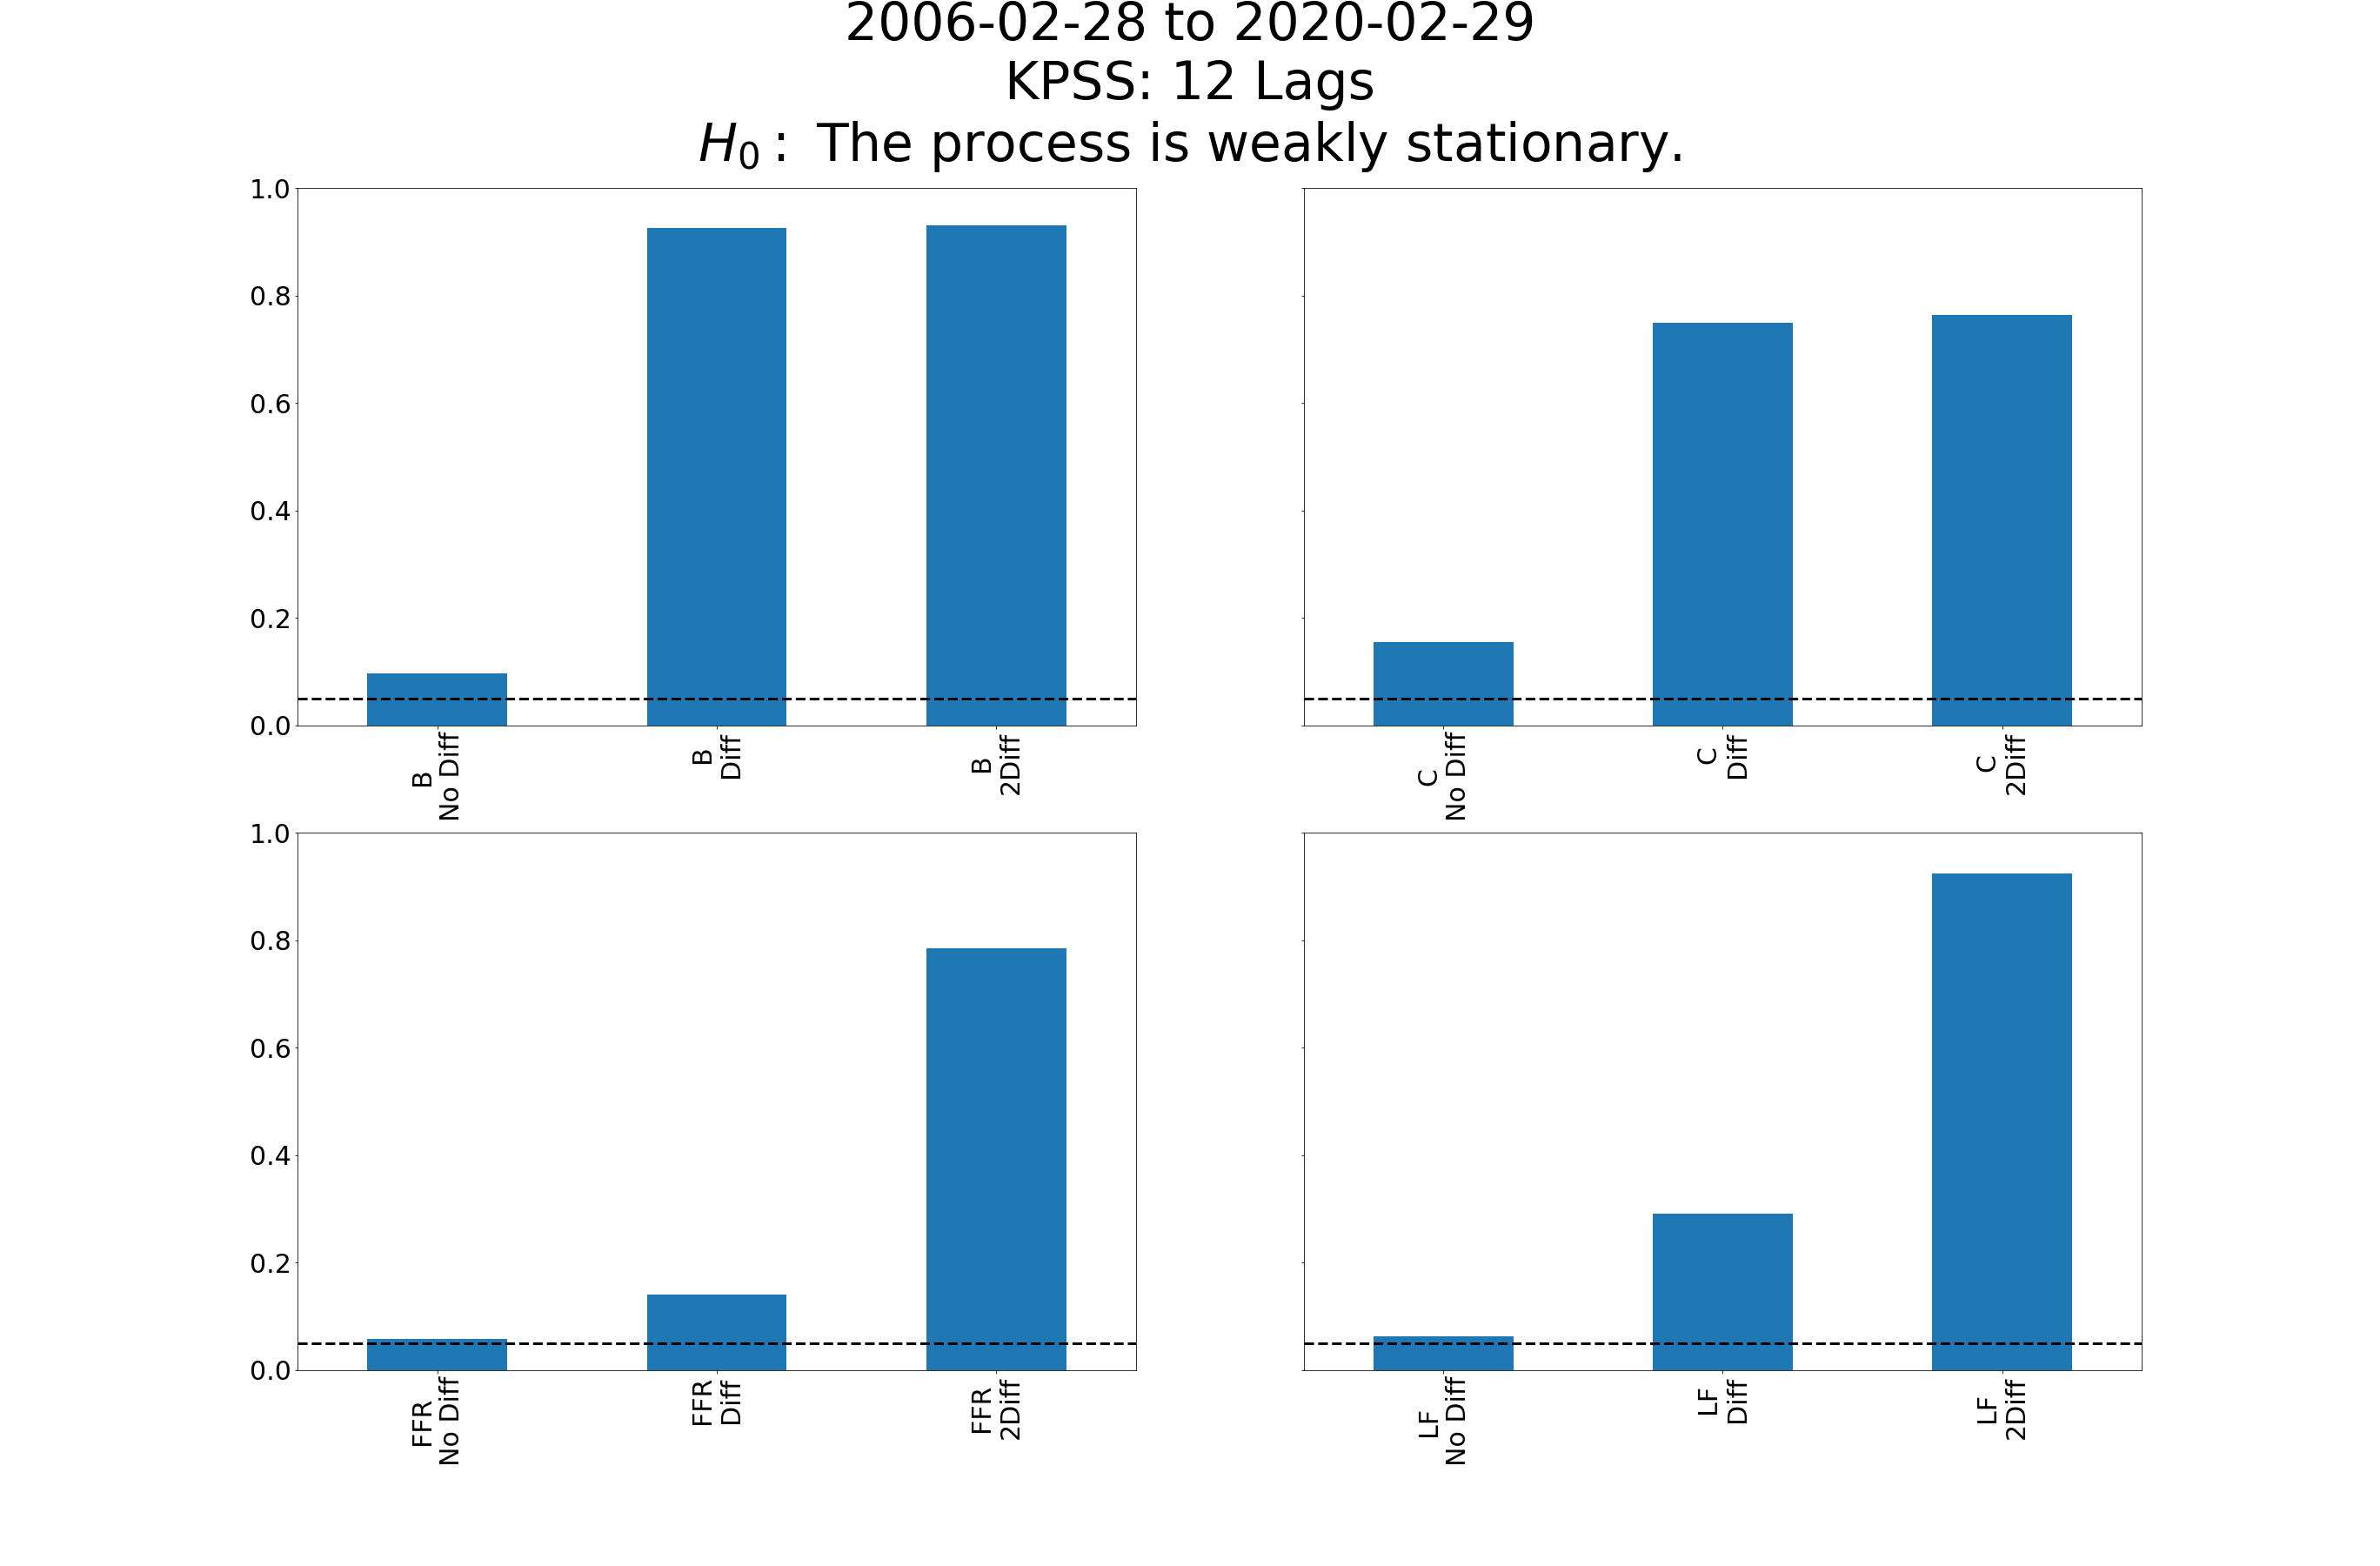 2006-02-28 to 2020-02-29
KPSS: 12 Lags
H₀ : The process is weakly stationary.
1.0
0.8
0.6
0.4
0.2
0.0
B
No Diff
B
Diff
B
2Diff
C
No Diff
C
Diff
C
2Diff
1.0
0.8
0.6
0.4
0.2
0.0
FFR
No Diff
FFR
Diff
FFR
2Diff
LF
No Diff
LF
Diff
LF
2Diff